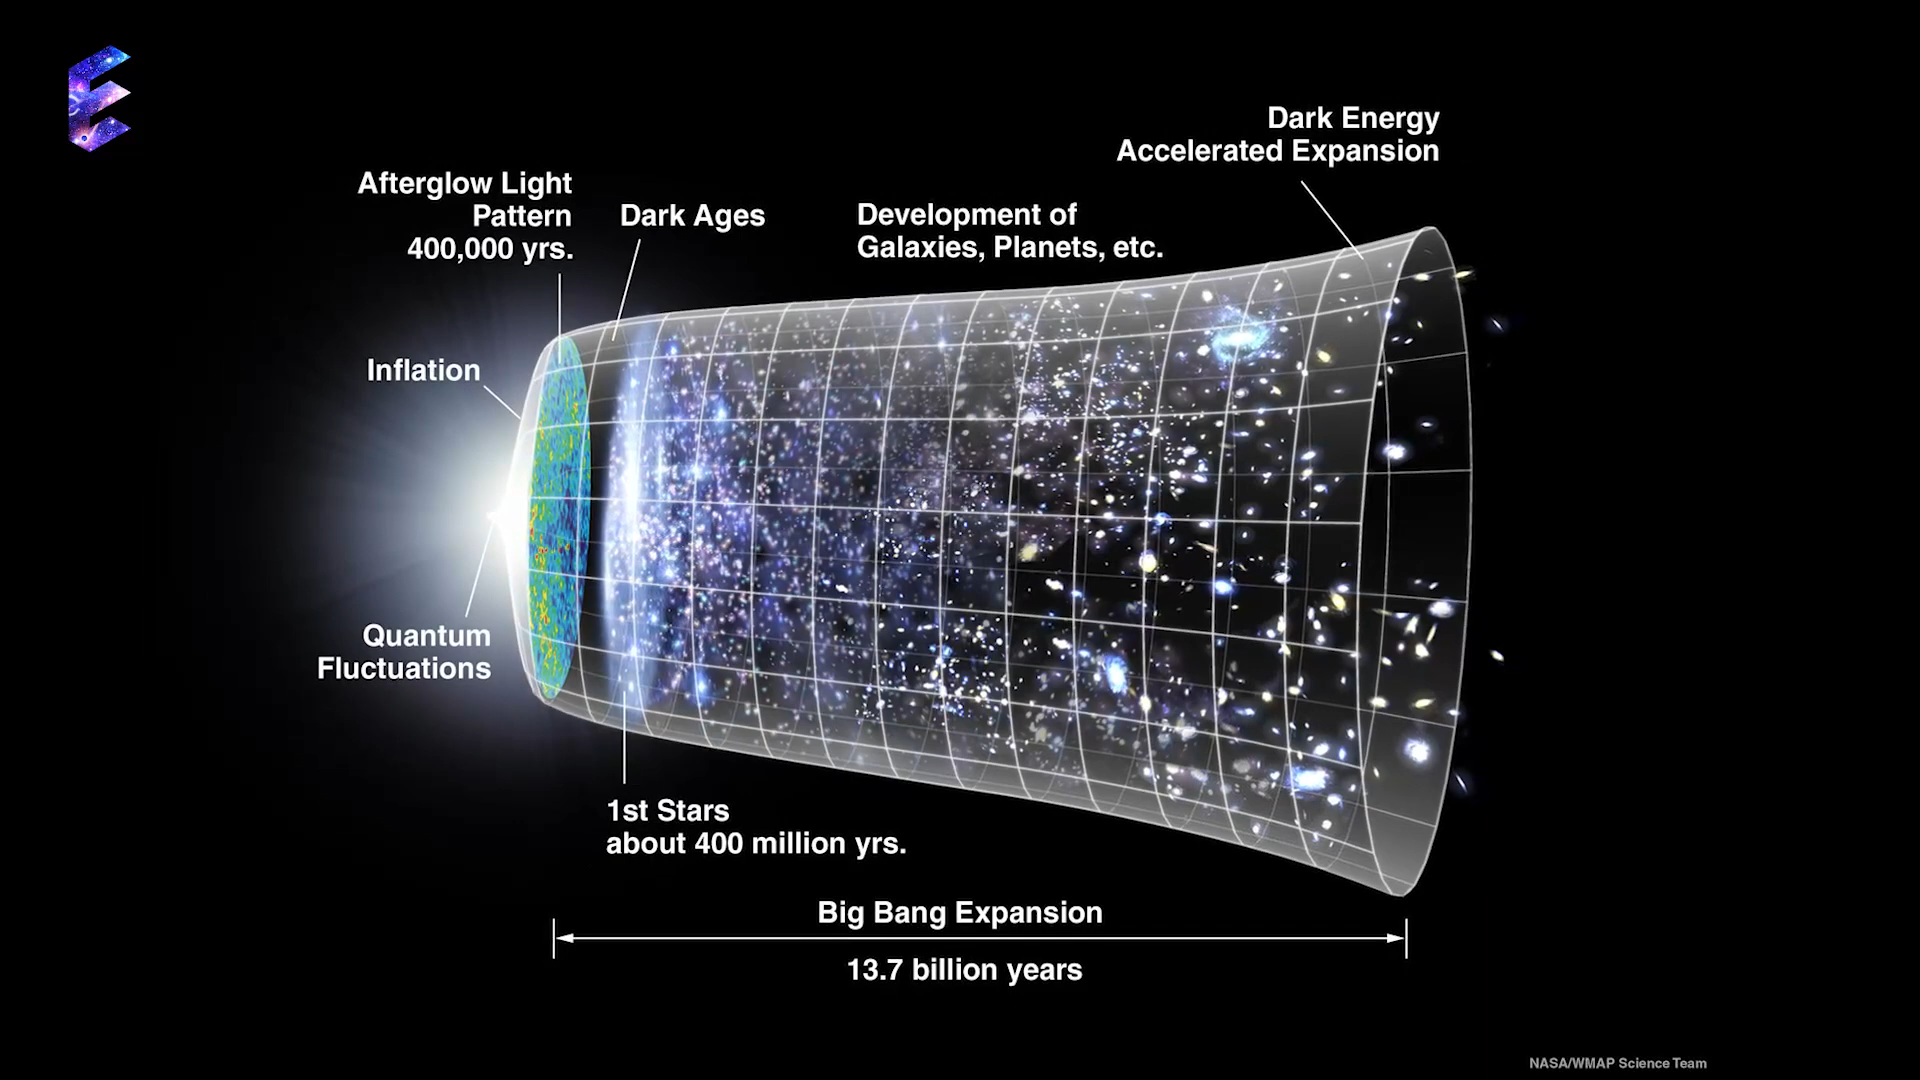 Dark Energy
Accelerated Expansion
Afterglow Light
Pattern
400,000 yrs.
Dark Ages
Development of
Galaxies, Planets, etc.
Inflation
Quantum
Fluctuations
1st Stars
about 400 million yrs.
Big Bang Expansion
13.7 billion years
NASA/WMAP Science Team